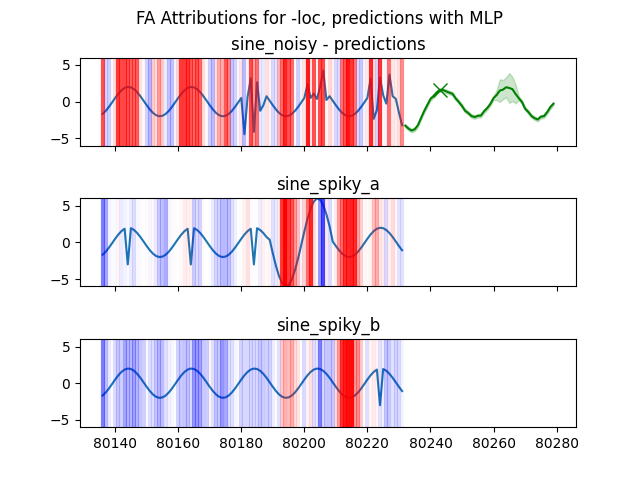 FA Attributions for -loc, predictions with MLP
sine_noisy - predictions
5
0
−5
sine_spiky_a
5
0
−5
sine_spiky_b
5
0
−5
80140 80160 80180 80200 80220 80240 80260 80280